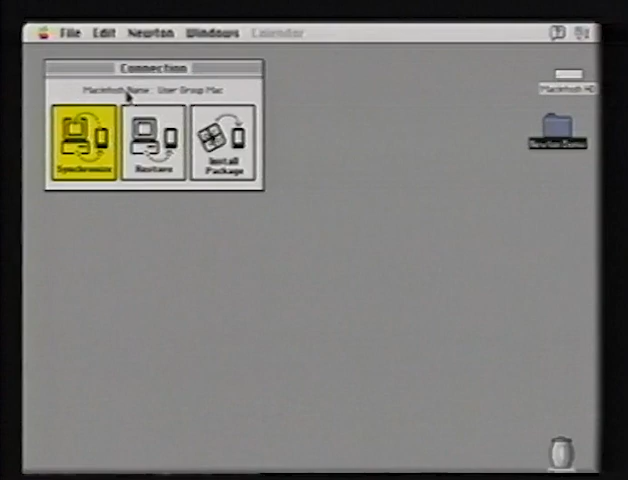 File Edit Newton Windows Calendar
Connection
Macintosh Name : User Group Mac
Synchronize
Restore
Install
Package
Macintosh HD
Newton Demo